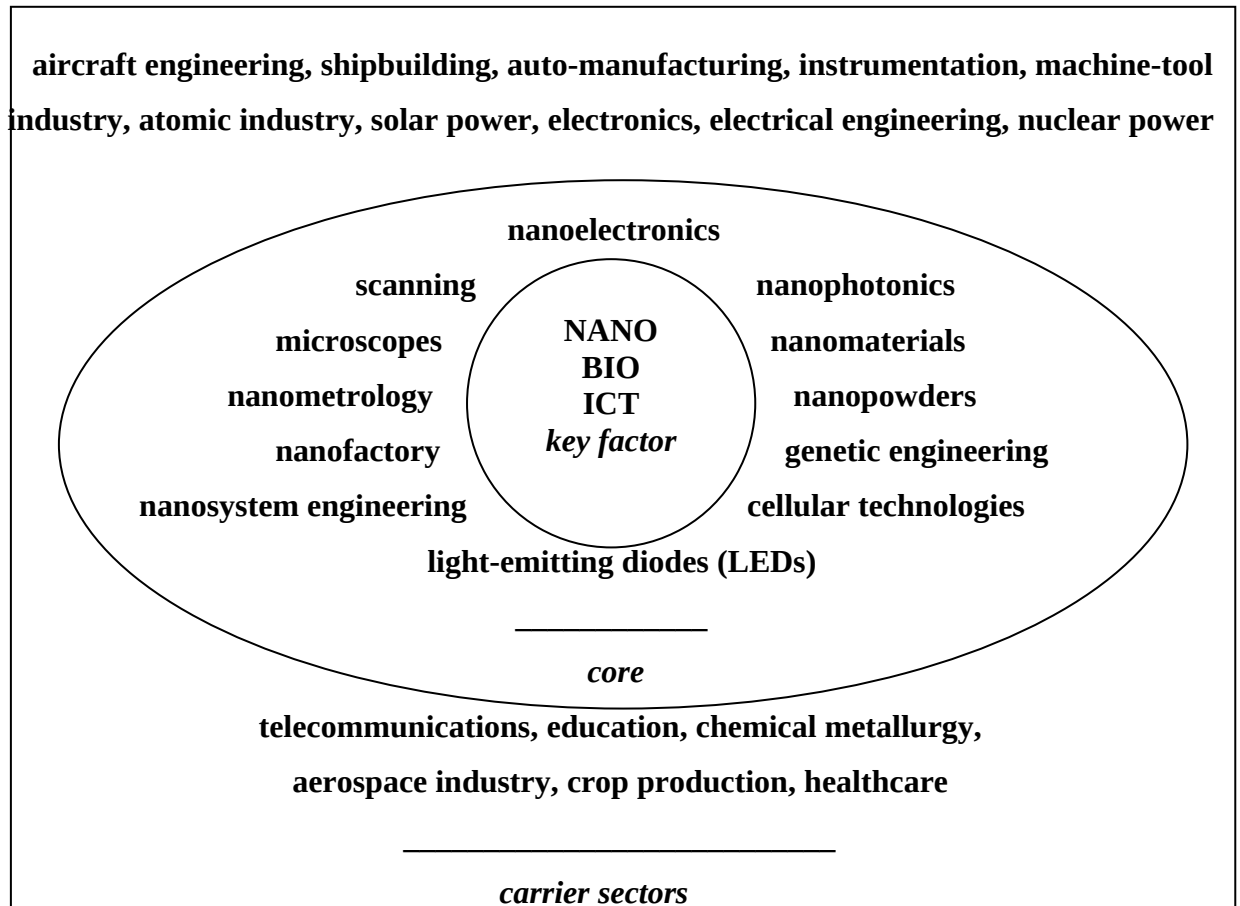 aircraft engineering, shipbuilding, auto-manufacturing, instrumentation, machine-tool
industry, atomic industry, solar power, electronics, electrical engineering, nuclear power
nanoelectronics
scanning
microscopes
nanometrology
nanofactory
nanosystem engineering
NANO
BIO
ICT
key factor
nanophotonics
nanomaterials
nanopowders
genetic engineering
cellular technologies
light-emitting diodes (LEDs)
core
telecommunications, education, chemical metallurgy,
aerospace industry, crop production, healthcare
carrier sectors